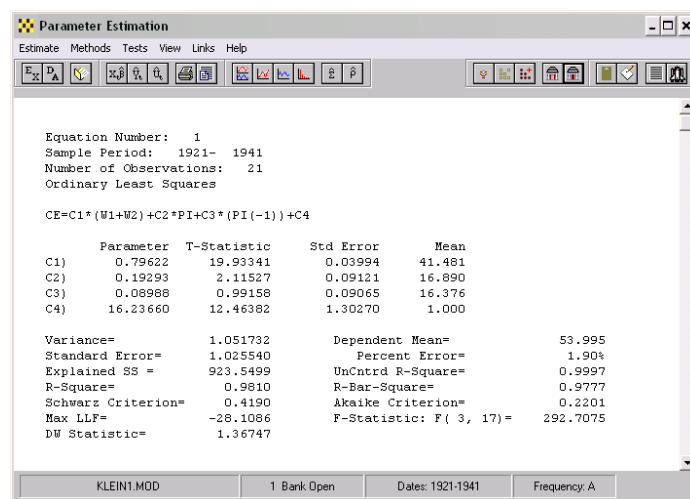 Parameter Estimation
Estimate Methods Tests View Links Help
Equation Number: 1
Sample Period: 1921- 1941
Number of Observations: 21
Ordinary Least Squares
CE=C1*(W1+W2)+C2*PI+C3*(PI(-1))+C4
Parameter T-Statistic Std Error Mean
C1) 0.79622 19.93341 0.03994 41.481
C2) 0.19293 2.11527 0.09121 16.890
C3) 0.08988 0.99158 0.09065 16.376
C4) 16.23660 12.46382 1.30270 1.000
Variance= 1.051732 Dependent Mean= 53.995
Standard Error= 1.025540 Percent Error= 1.90%
Explained SS = 923.5499 UnCntrd R-Square= 0.9997
R-Square= 0.9810 R-Bar-Square= 0.9777
Schwarz Criterion= 0.4190 Akaike Criterion= 0.2201
Max LLF= -28.1086 F-Statistic: F( 3, 17)= 292.7075
DW Statistic= 1.36747
KLEIN1.MOD 1 Bank Open Dates: 1921-1941 Frequency: A